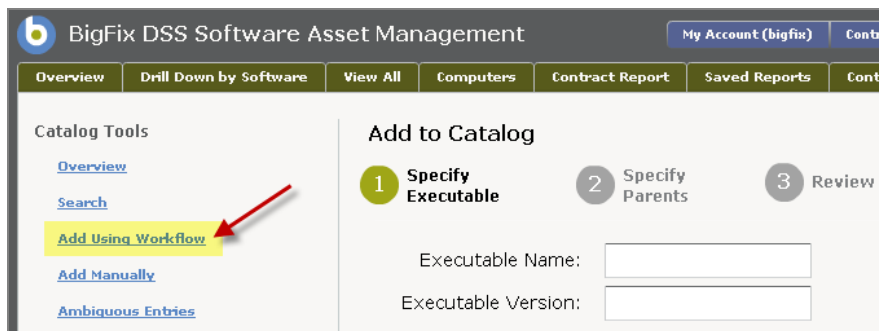 b BigFix DSS Software Asset Management
My Account (bigfix)
Overview Drill Down by Software View All Computers Contract Report Saved Reports
Catalog Tools
Overview
Search
Add Using Workflow
Add Manually
Ambiguous Entries
Add to Catalog
1 Specify Executable
2 Specify Parents
3 Review
Executable Name:
Executable Version: